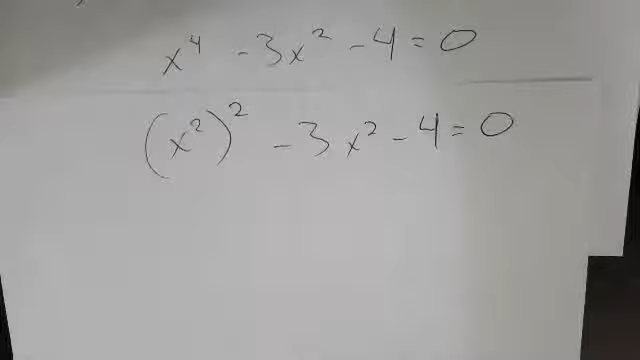 x⁴ - 3x² - 4 = 0
(x²)² - 3x² - 4 = 0